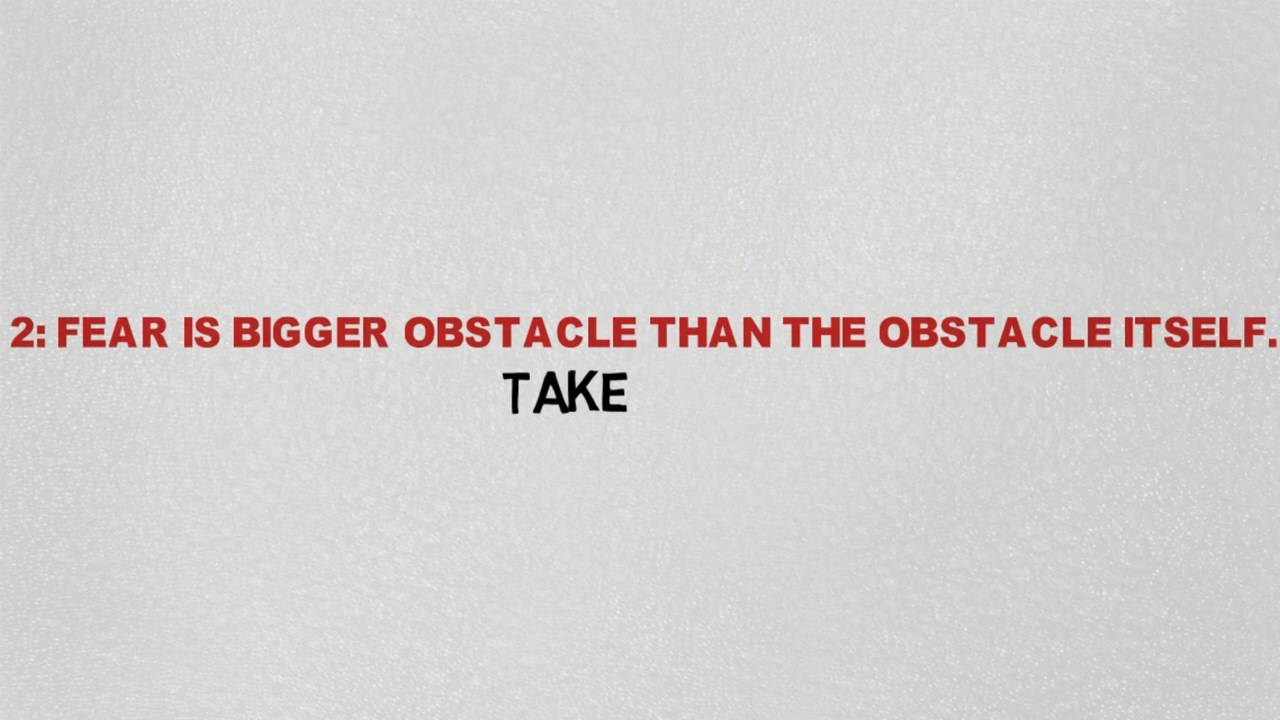 2: FEAR IS BIGGER OBSTACLE THAN THE OBSTACLE ITSELF.
TAKE